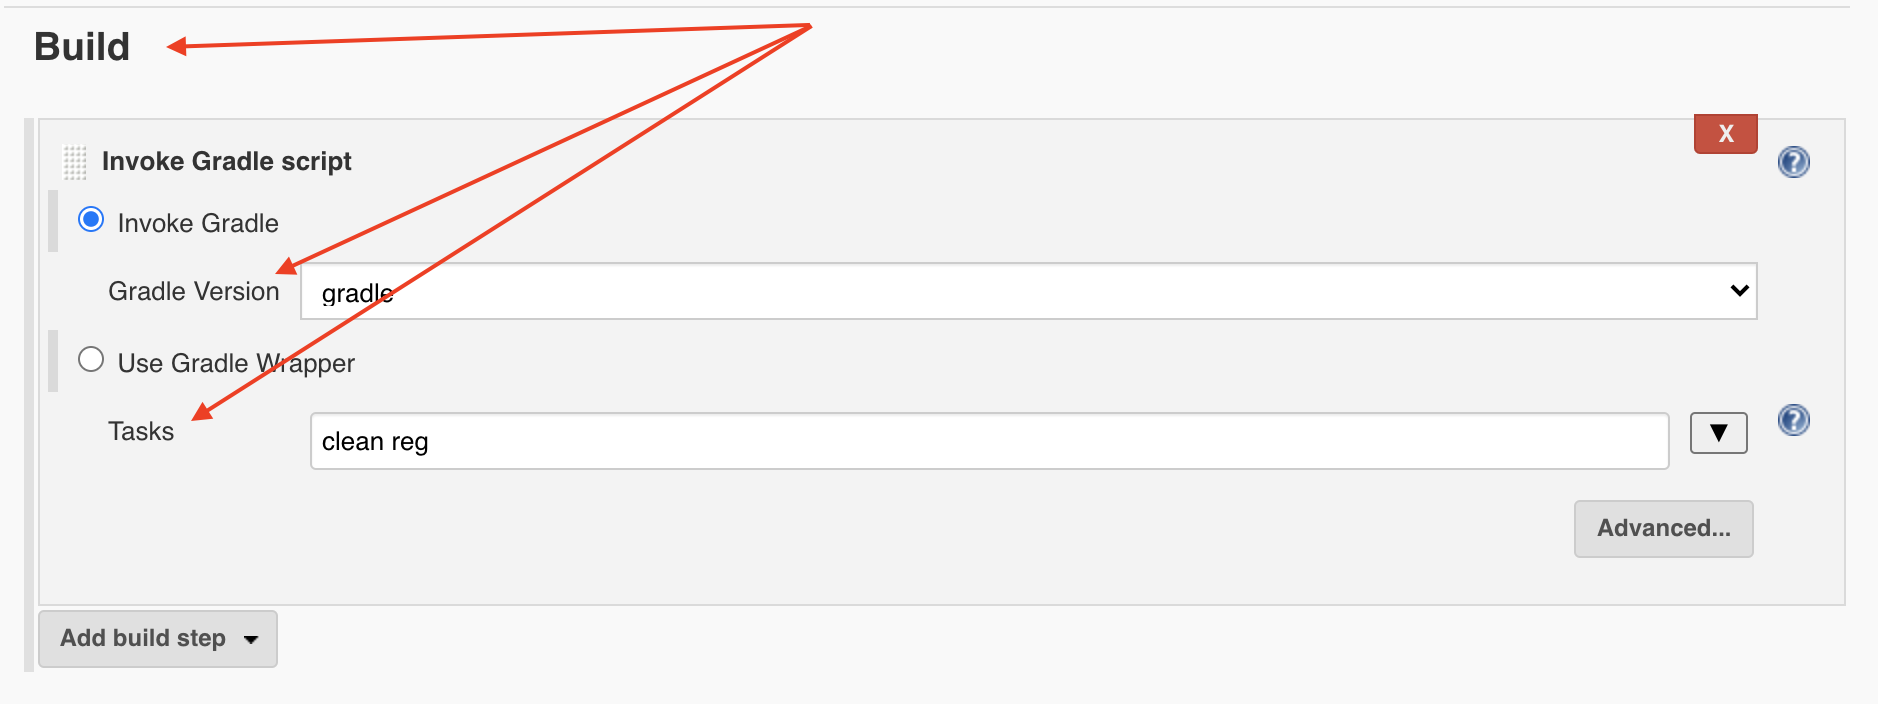 Build
X
Invoke Gradle script
?
Invoke Gradle
Gradle Version gradle
Use Gradle Wrapper
Tasks clean reg
?
Advanced...
Add build step